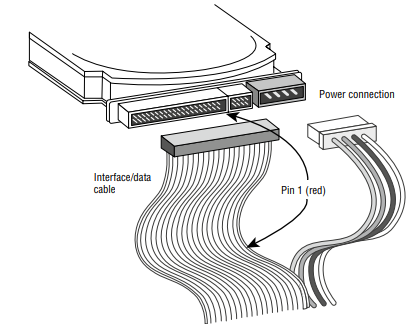 Power connection
Interface/data
cable
Pin 1 (red)